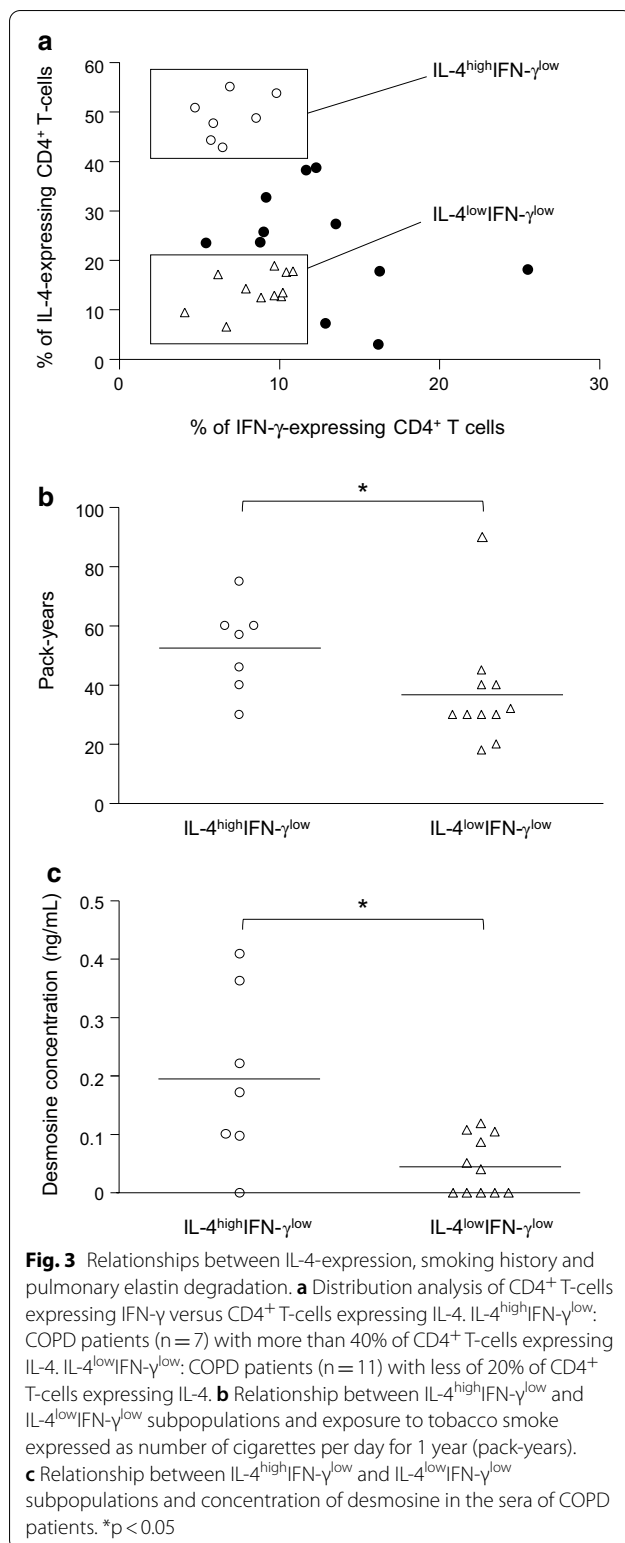 a
60
50
40
30
20
10
0
% of IL-4-expressing CD4⁺ T-cells
IL-4ʰⁱᵍʰIFN-γˡᵒʷ
IL-4ˡᵒʷIFN-γˡᵒʷ
0 10 20 30
% of IFN-γ-expressing CD4⁺ T cells
b
*
100
80
60
40
20
0
Pack-years
IL-4ʰⁱᵍʰIFN-γˡᵒʷ IL-4ˡᵒʷIFN-γˡᵒʷ
c
*
0.5
0.4
0.3
0.2
0.1
0
Desmosine concentration (ng/mL)
IL-4ʰⁱᵍʰIFN-γˡᵒʷ IL-4ˡᵒʷIFN-γˡᵒʷ
Fig. 3 Relationships between IL-4-expression, smoking history and
pulmonary elastin degradation. a Distribution analysis of CD4⁺ T-cells
expressing IFN-γ versus CD4⁺ T-cells expressing IL-4. IL-4ʰⁱᵍʰIFN-γˡᵒʷ:
COPD patients (n = 7) with more than 40% of CD4⁺ T-cells expressing
IL-4. IL-4ˡᵒʷIFN-γˡᵒʷ: COPD patients (n = 11) with less of 20% of CD4⁺
T-cells expressing IL-4. b Relationship between IL-4ʰⁱᵍʰIFN-γˡᵒʷ and
IL-4ˡᵒʷIFN-γˡᵒʷ subpopulations and exposure to tobacco smoke
expressed as number of cigarettes per day for 1 year (pack-years).
c Relationship between IL-4ʰⁱᵍʰIFN-γˡᵒʷ and IL-4ˡᵒʷIFN-γˡᵒʷ
subpopulations and concentration of desmosine in the sera of COPD
patients. *p < 0.05